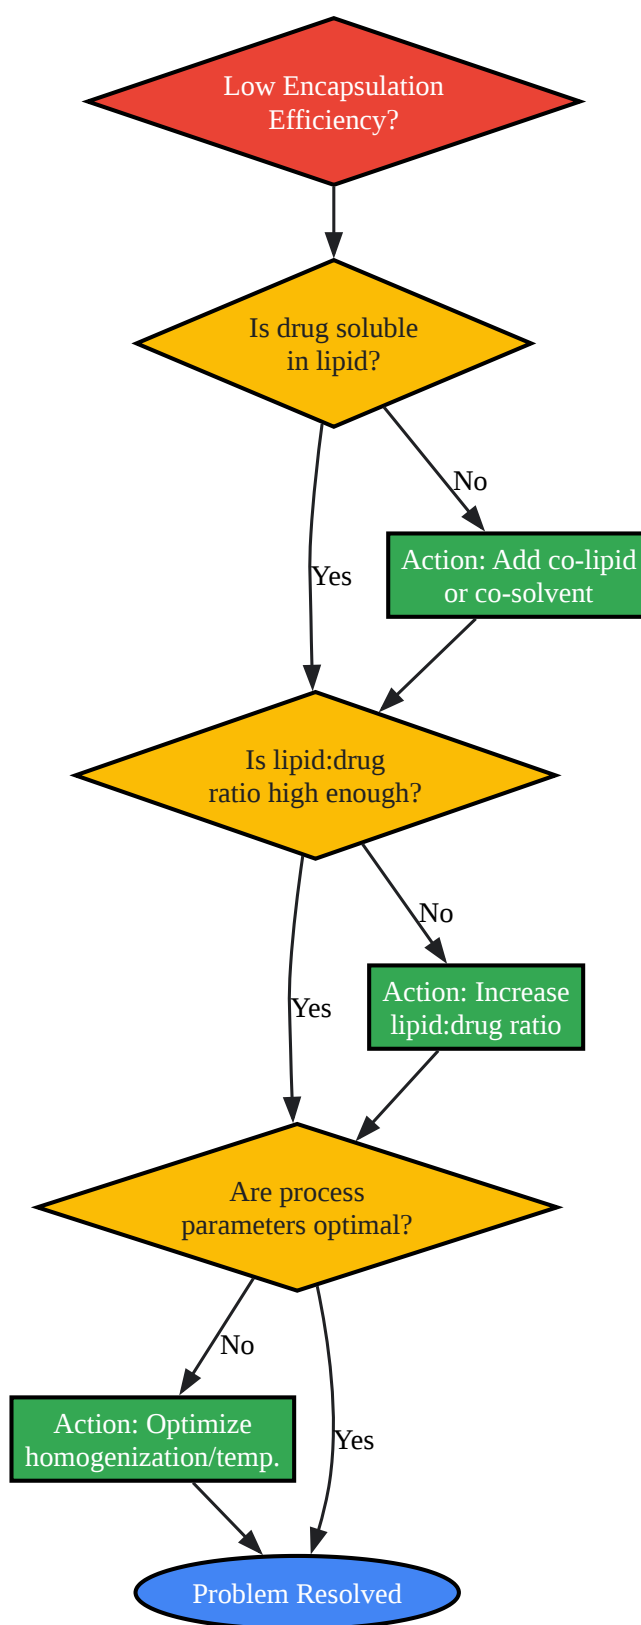 Low Encapsulation
Efficiency?
Is drug soluble
in lipid?
No
Yes
Action: Add co-lipid
or co-solvent
Is lipid:drug
ratio high enough?
No
Yes
Action: Increase
lipid:drug ratio
Are process
parameters optimal?
No
Yes
Action: Optimize
homogenization/temp.
Problem Resolved